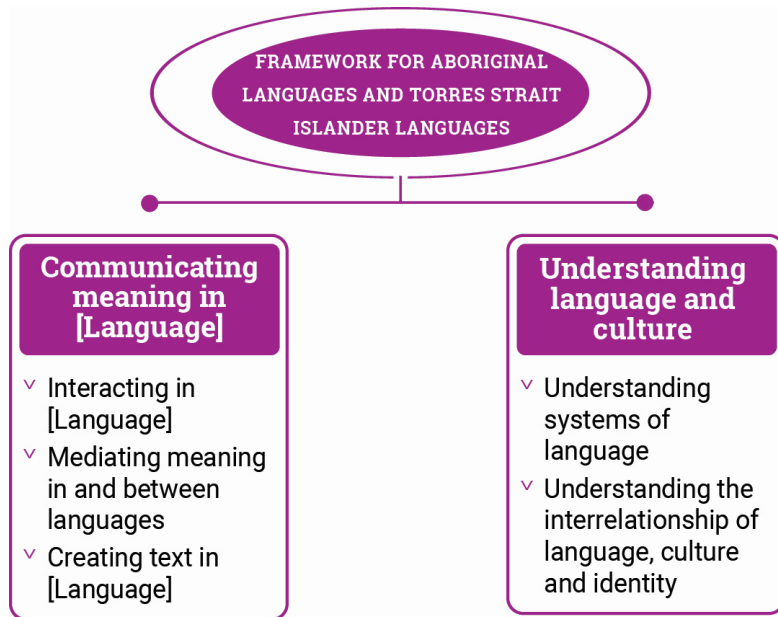 FRAMEWORK FOR ABORIGINAL
LANGUAGES AND TORRES STRAIT
ISLANDER LANGUAGES
Communicating
meaning in
[Language]
Interacting in
[Language]
Mediating meaning
in and between
languages
Creating text in
[Language]
Understanding
language and
culture
Understanding
systems of
language
Understanding the
interrelationship of
language, culture
and identity